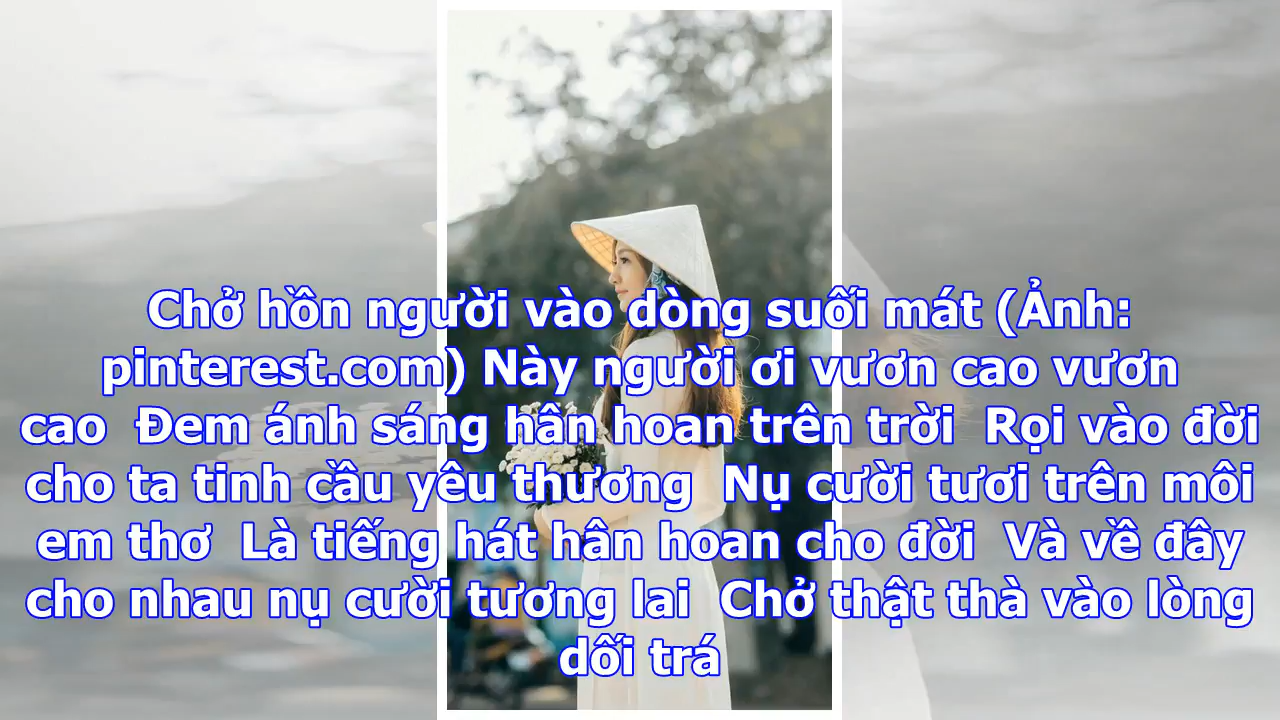 Chở hồn người vào dòng suối mát (Ảnh:
pinterest.com) Này người ơi vươn cao vươn
cao Đem ánh sáng hân hoan trên trời Rọi vào đời
cho ta tinh cầu yêu thương Nụ cười tươi trên môi
em thơ Là tiếng hát hân hoan cho đời Và về đây
cho nhau nụ cười tương lai Chở thật thà vào lòng
dối trá